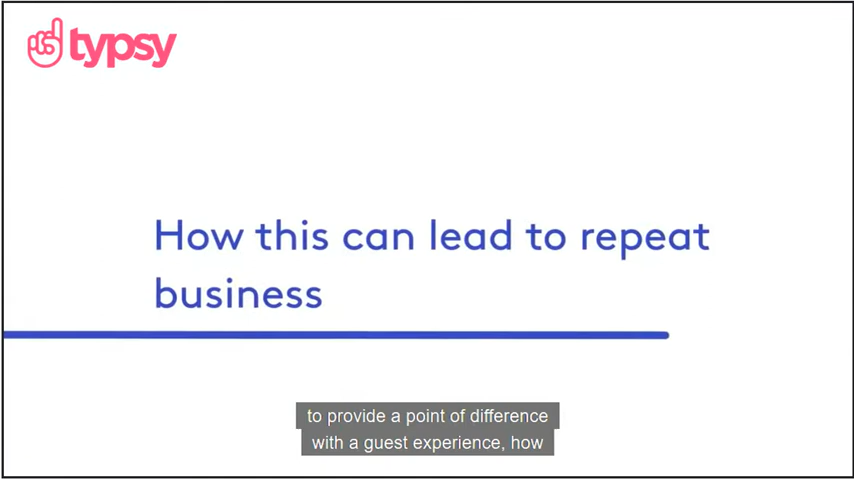 typsy
How this can lead to repeat
business
to provide a point of difference
with a guest experience, how